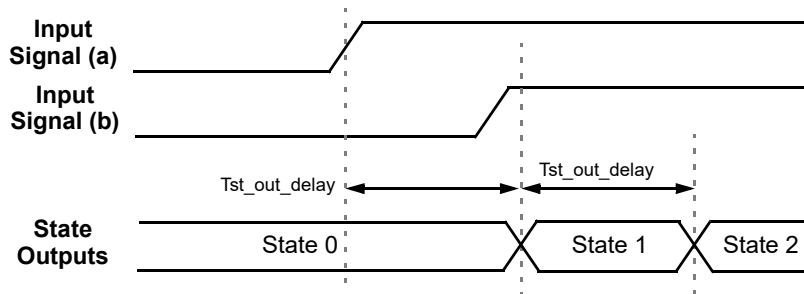 Input
Signal (a)
Input
Signal (b)
Tst_out_delay
Tst_out_delay
State
Outputs
State 0
State 1
State 2